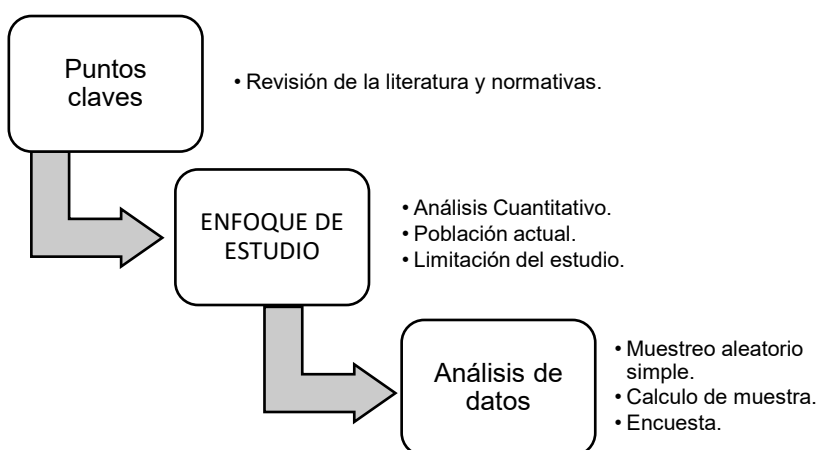 Puntos
claves
• Revisión de la literatura y normativas.
ENFOQUE DE
ESTUDIO
• Análisis Cuantitativo.
• Población actual.
• Limitación del estudio.
Análisis de
datos
• Muestreo aleatorio
simple.
• Calculo de muestra.
• Encuesta.